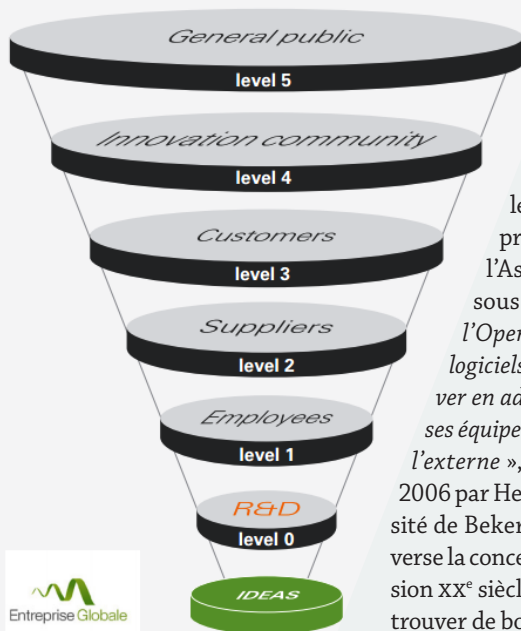 General public
level 5
Innovation community
level 4
Customers
level 3
Suppliers
level 2
Employees
level 1
R&D
level 0
IDEAS
Entreprise Globale
l'As
sous
l'Open
logiciels
ver en ad
ses équipe
l'externe »,
2006 par He
sité de Beker
verse la conce
sion XXe siècl
trouver de bo